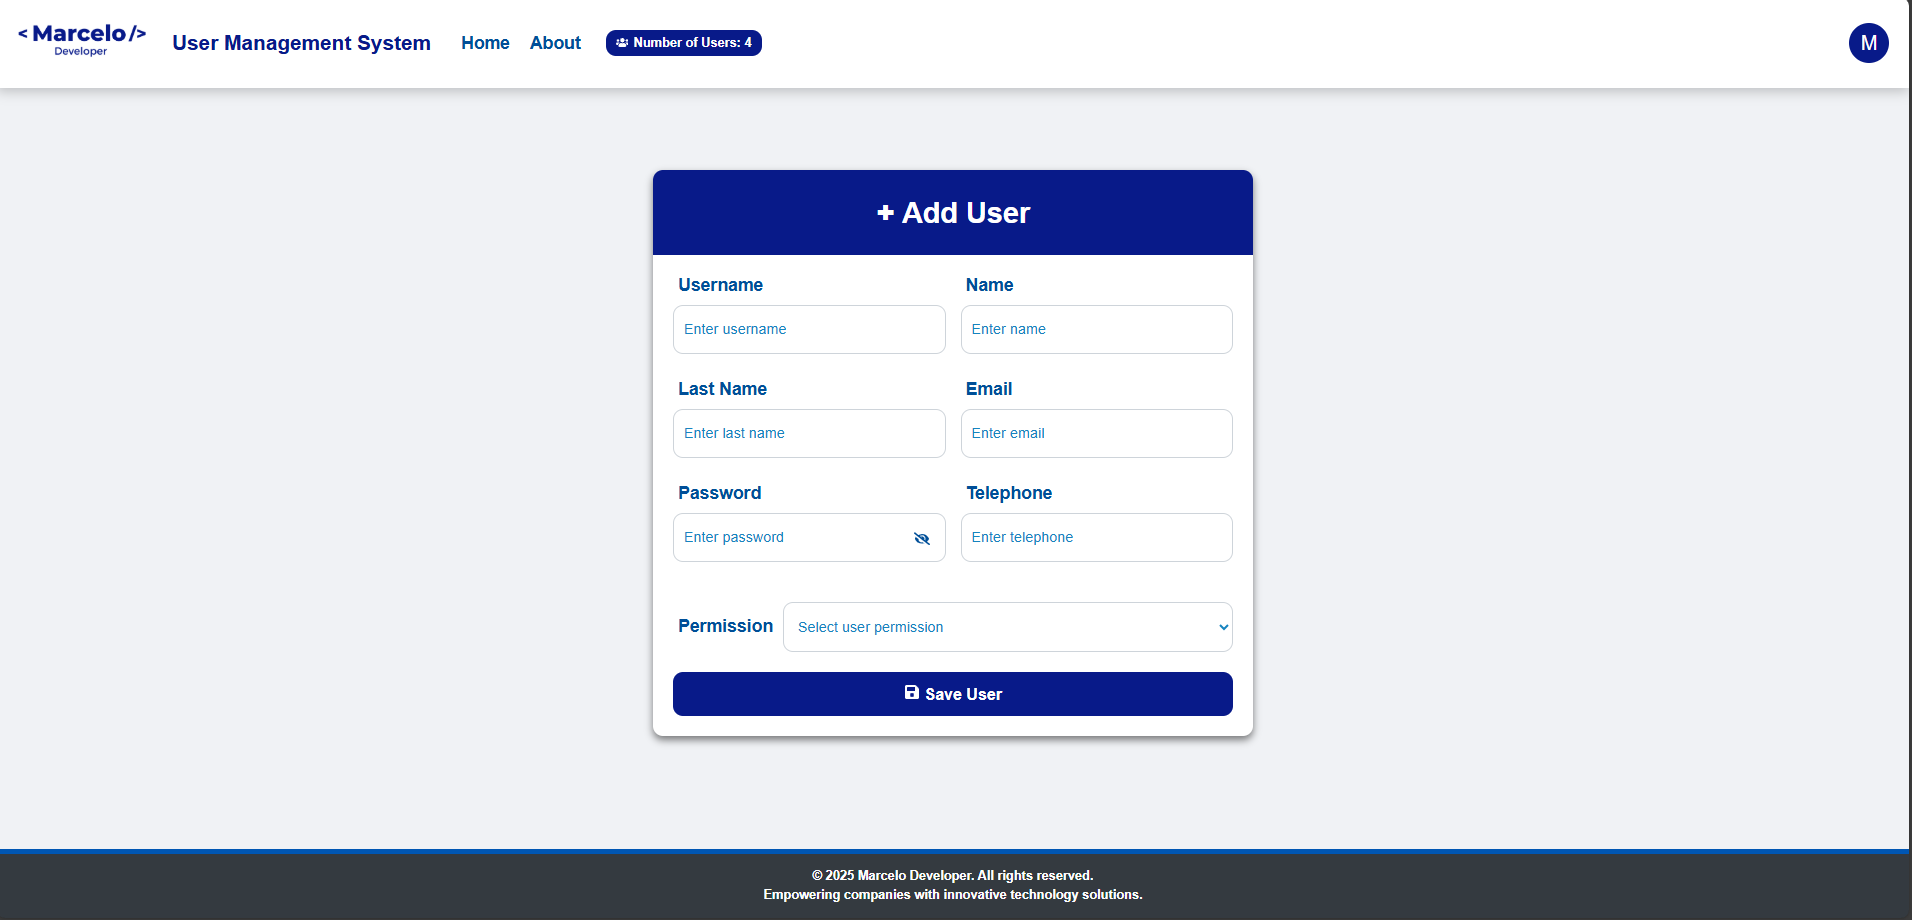 < Marcelo />
Developer
User Management System
Home
About
Number of Users: 4
M
+ Add User
Username
Name
Enter username
Enter name
Last Name
Email
Enter last name
Enter email
Password
Telephone
Enter password
Enter telephone
Permission
Select user permission
Save User
© 2025 Marcelo Developer. All rights reserved.
Empowering companies with innovative technology solutions.